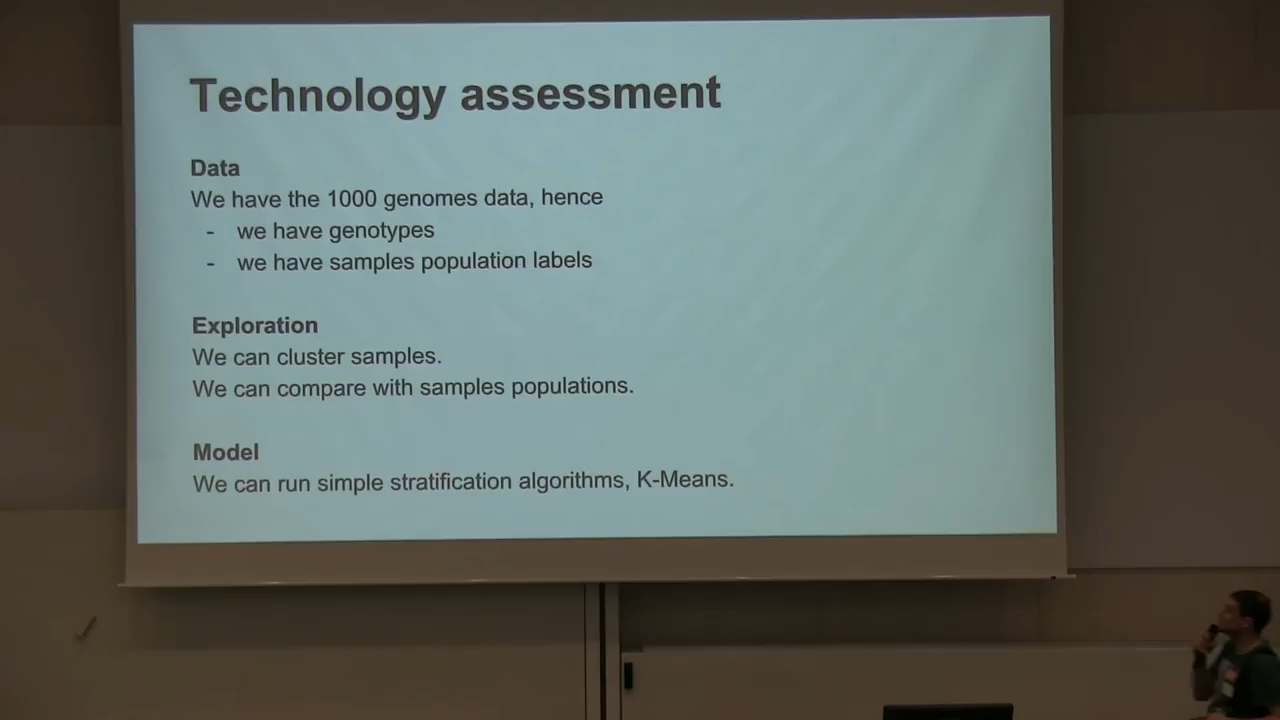 Technology assessment
Data
We have the 1000 genomes data, hence
- we have genotypes
- we have samples population labels
Exploration
We can cluster samples.
We can compare with samples populations.
Model
We can run simple stratification algorithms, K-Means.